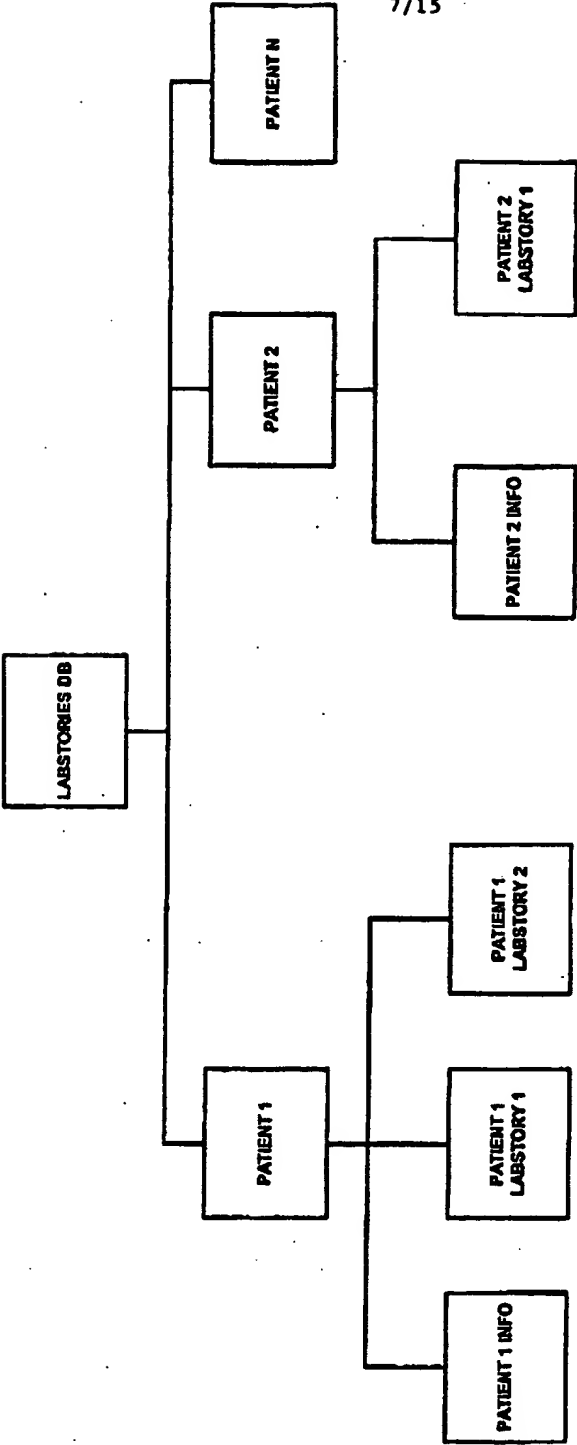 7/15
LABSTORIES DB
PATIENT 1
PATIENT 2
PATIENT N
PATIENT 1 INFO
PATIENT 1
LABSTORY 1
PATIENT 1
LABSTORY 2
PATIENT 2 INFO
PATIENT 2
LABSTORY 1